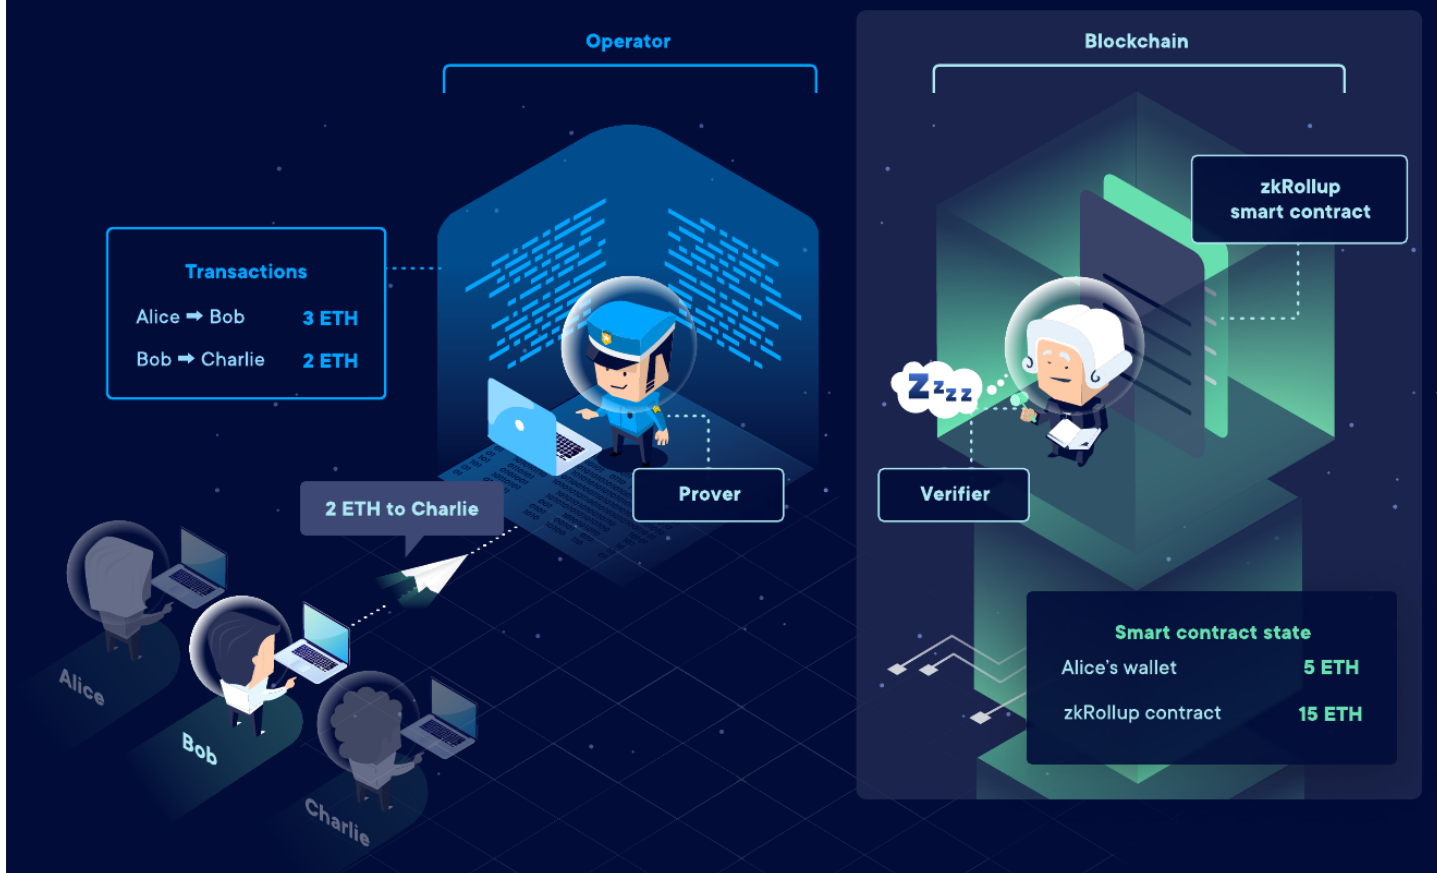 Operator
Blockchain
zkRollup
smart contract
Transactions
Alice ➡ Bob 3 ETH
Bob ➡ Charlie 2 ETH
Z z z z
Prover
Verifier
2 ETH to Charlie
Smart contract state
Alice's wallet 5 ETH
zkRollup contract 15 ETH
Alice
Bob
Charlie